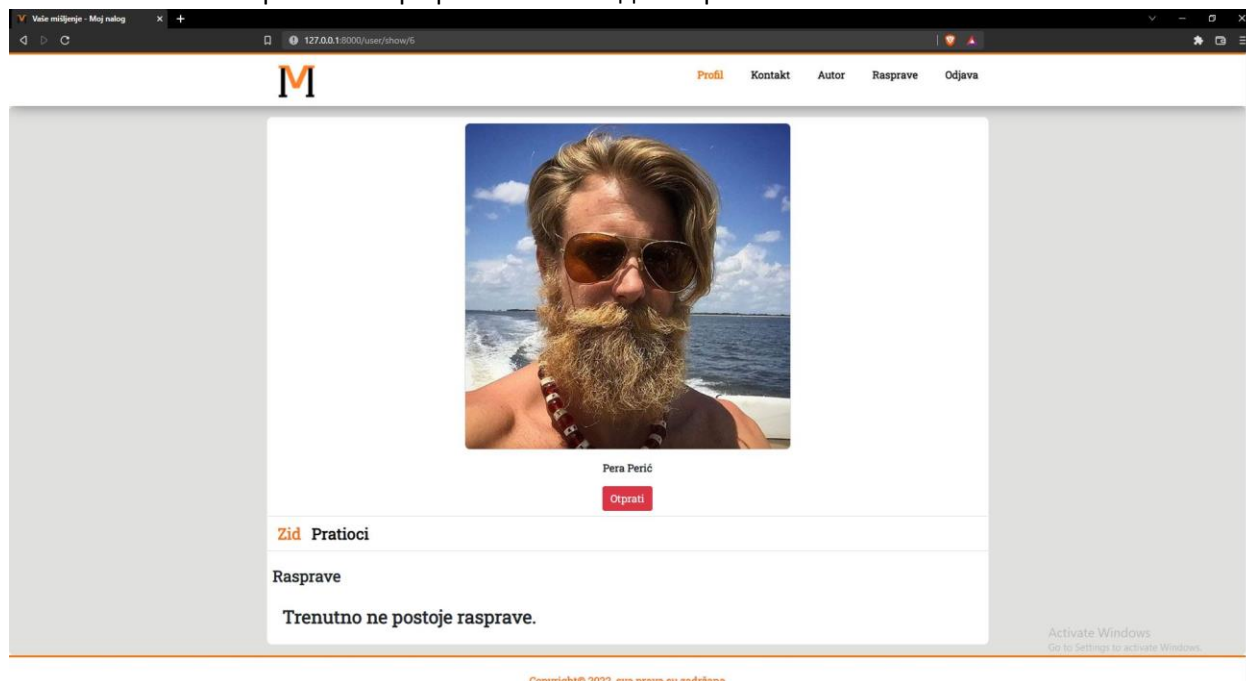 Vaše mišljenje - Moj nalog
127.0.0.1:8000/user/show/6
M
Profil Kontakt Autor Rasprave Odjava
Pera Perić
Otprati
Zid Pratioci
Rasprave
Trenutno ne postoje rasprave.
Activate Windows
Go to Settings to activate Windows.